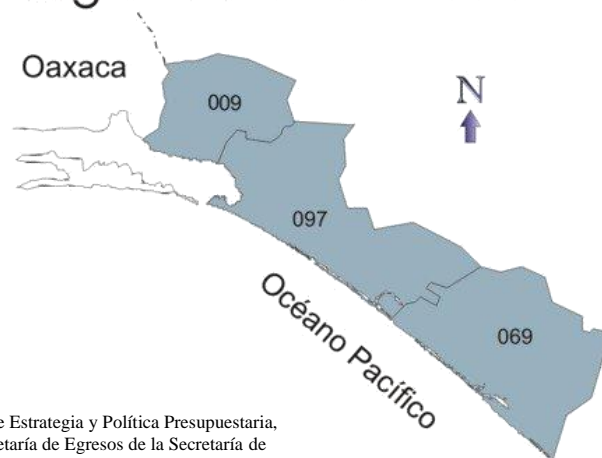 Oaxaca
N
009
097
069
Océano Pacífico
e Estrategia y Política Presupuestaria,
etaría de Egresos de la Secretaría de